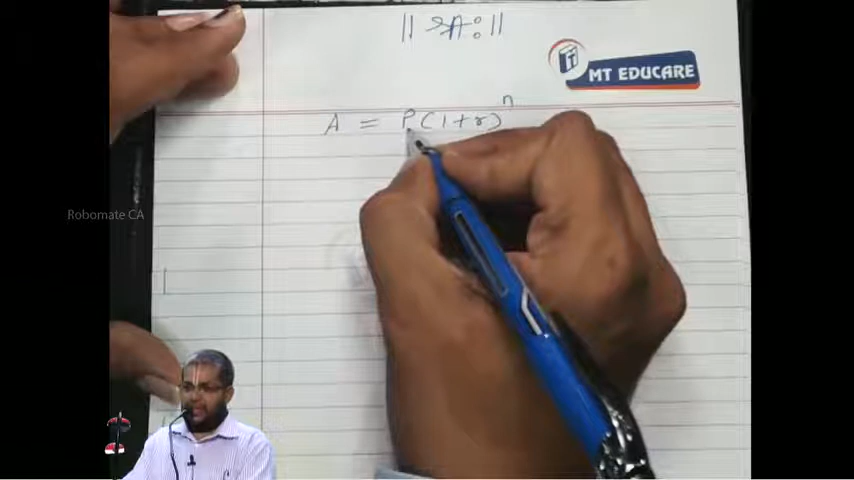 || श्रीः ||
MT EDUCARE
A = P(1+r)^n
Robomate CA